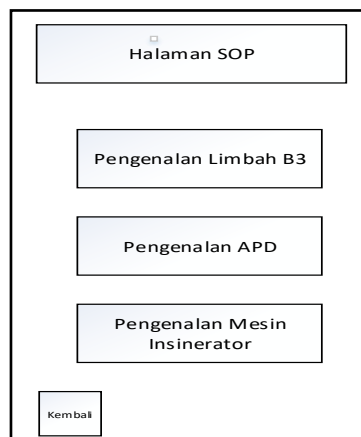 Halaman SOP
Pengenalan Limbah B3
Pengenalan APD
Pengenalan Mesin
Insinerator
Kembali